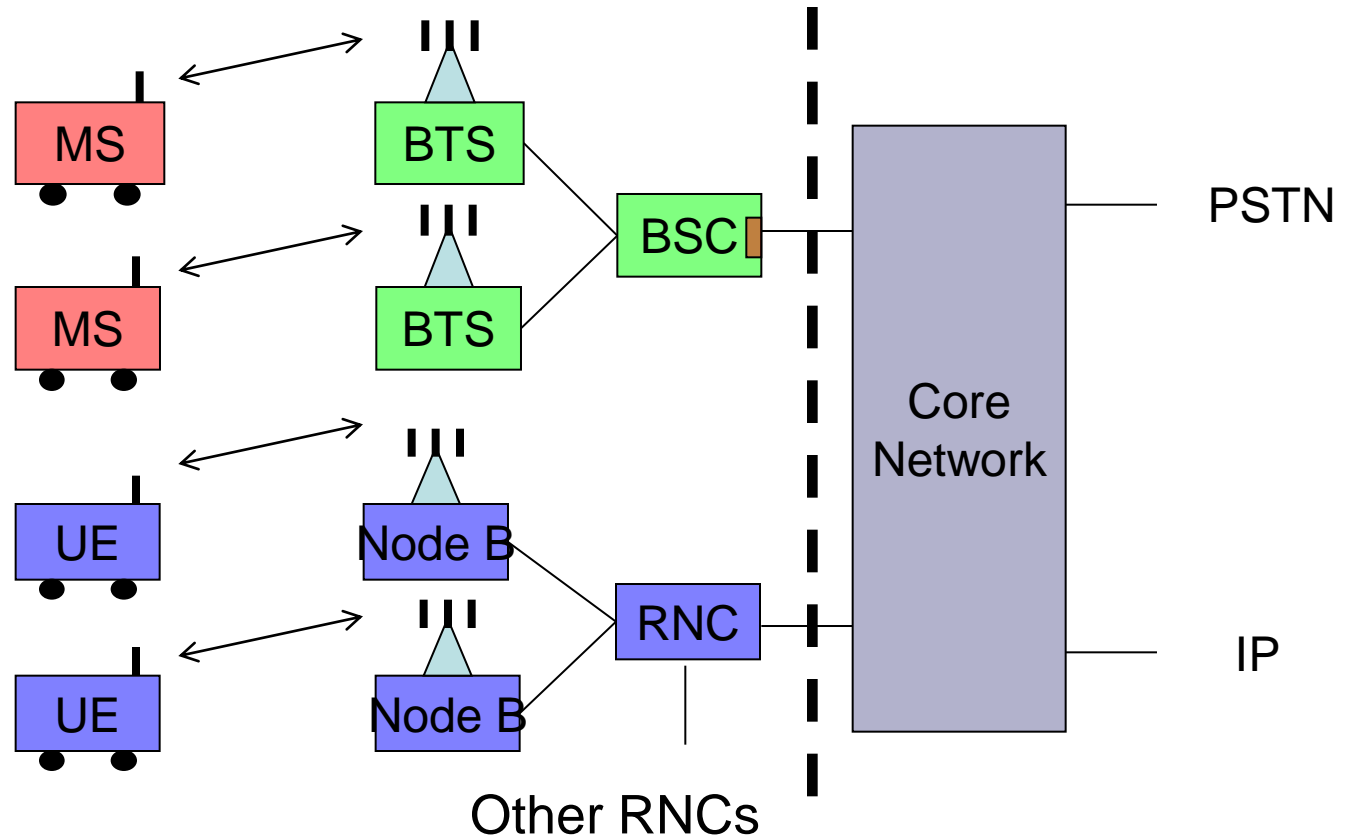 MS
BTS
PSTN
BSC
MS
BTS
Core
Network
UE
Node B
RNC
IP
UE
Node B
Other RNCs